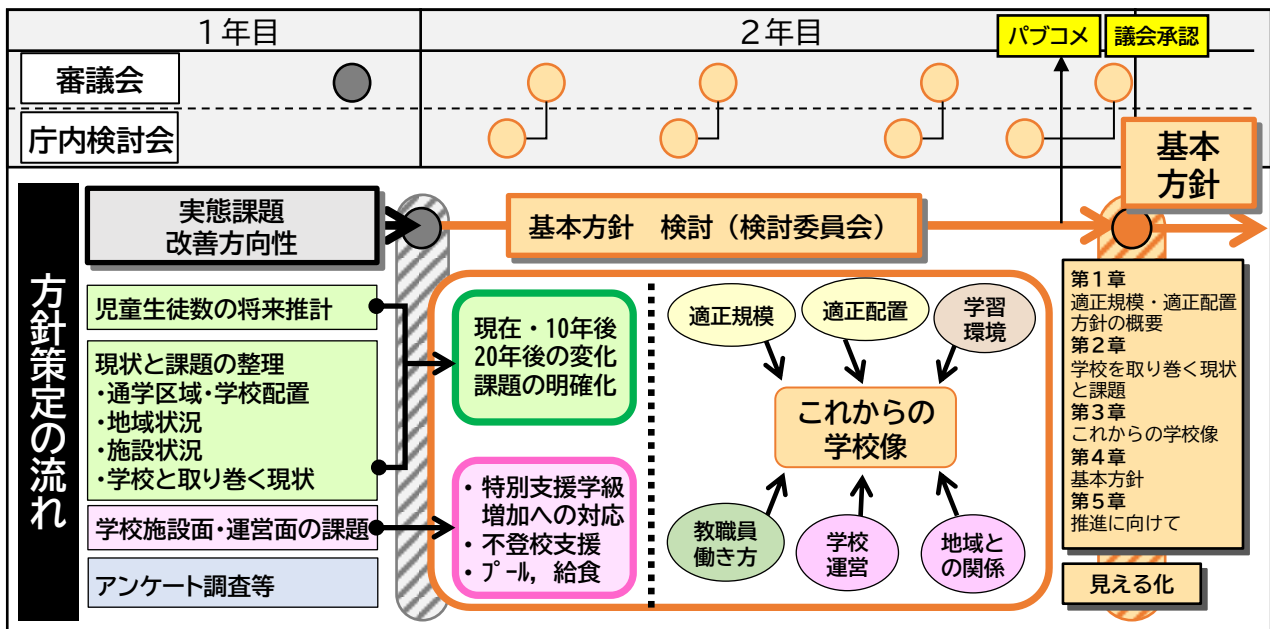 1年目
2年目
パブコメ
議会承認
審議会
庁内検討会
基本
方針
方針策定の流れ
実態課題
改善方向性
基本方針 検討（検討委員会）
児童生徒数の将来推計
現状と課題の整理
・通学区域・学校配置
・地域状況
・施設状況
・学校と取り巻く現状
学校施設面・運営面の課題
アンケート調査等
現在・10年後
20年後の変化
課題の明確化
・特別支援学級
増加への対応
・不登校支援
・プール，給食
適正規模
適正配置
学習
環境
これからの
学校像
教職員
働き方
学校
運営
地域と
の関係
第1章
適正規模・適正配置
方針の概要
第2章
学校を取り巻く現状
と課題
第3章
これからの学校像
第4章
基本方針
第5章
推進に向けて
見える化